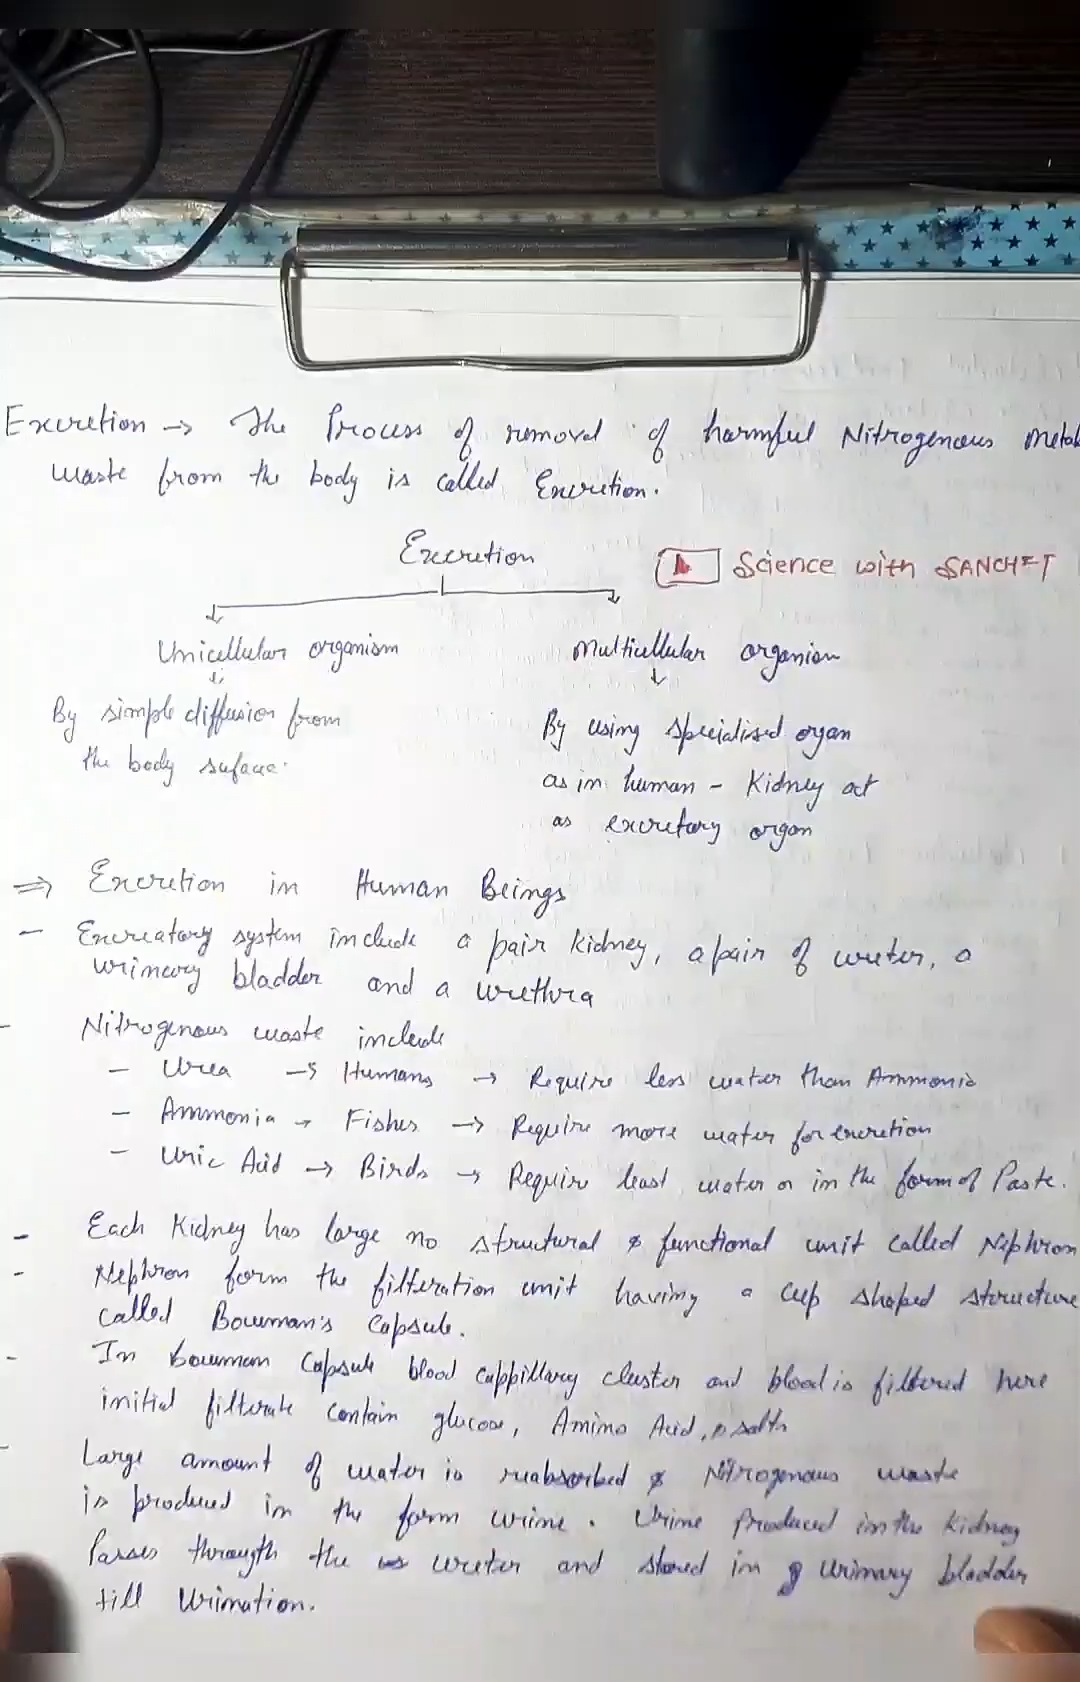 Excretion → The Process of removal of harmful Nitrogenous metab
waste from the body is called Excretion.
Excretion
Science with SANCHET
Unicellular organism
Multicellular organism
By simple diffusion from
the body suface.
By using specialised organ
as in human - Kidney act
as excretory organ
⇒ Excretion in Human Beings
- Excreatory system include a pair kidney, a pair of ureter, a
urinary bladder and a urethra
- Nitrogenous waste include
- Urea → Humans → Require less water than Ammonia
- Ammonia → Fishes → Require more water for excretion
- Uric Acid → Birds → Require least water or in the form of Paste.
- Each Kidney has large no structural & functional unit called Nephron
- Nephron form the filteration unit having a cup shaped structure
called Bowman's Capsule.
- In bowman Capsule blood cappillary cluster and blood is filtered here
initial filterate contain glucose, Amino Acid, salts
- Large amount of water is reabsorbed & Nitrogenous waste
is produced in the form urine. Urine produced in the kidney
Passes through the ureter and stored in urinary bladder
till Urination.